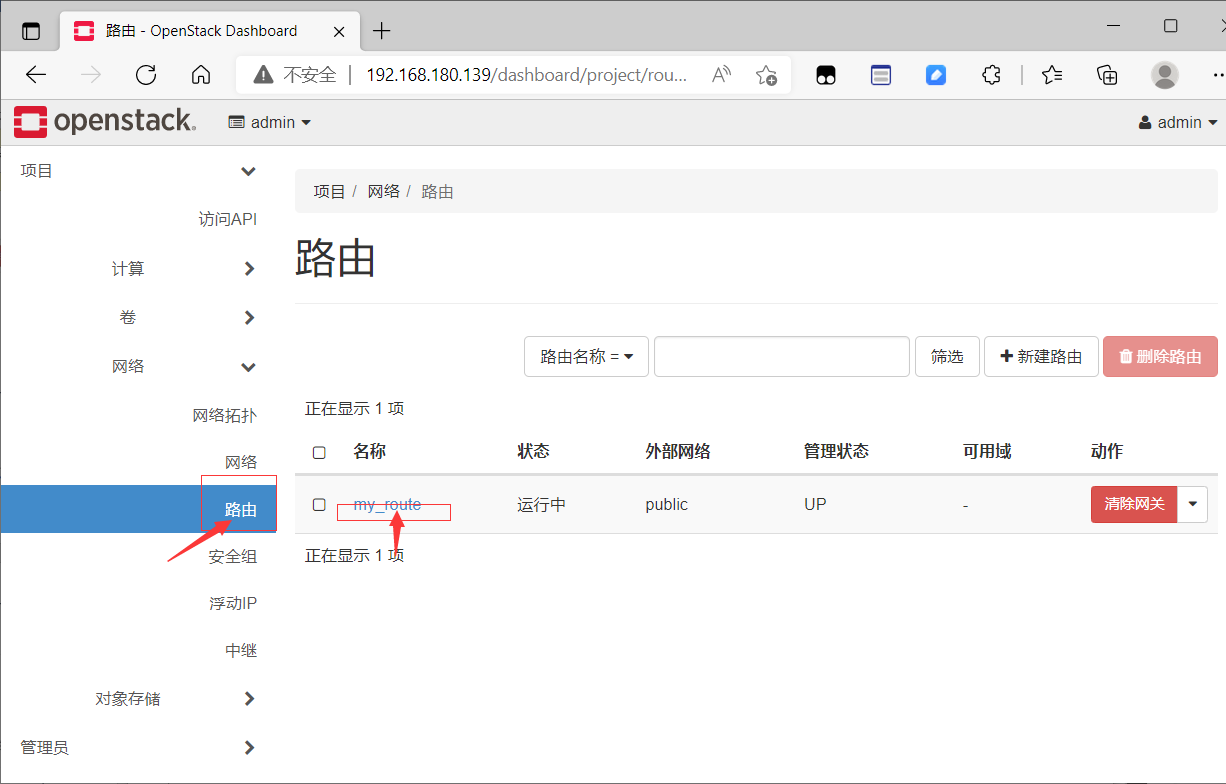 路由 - OpenStack Dashboard
不安全 192.168.180.139/dashboard/project/rou...
openstack. admin admin
项目
访问API
计算
卷
网络
网络拓扑
网络
路由
安全组
浮动IP
中继
对象存储
管理员
项目 / 网络 / 路由
路由
路由名称 = 筛选 新建路由 删除路由
正在显示 1 项
名称 状态 外部网络 管理状态 可用域 动作
my_route 运行中 public UP - 清除网关
正在显示 1 项